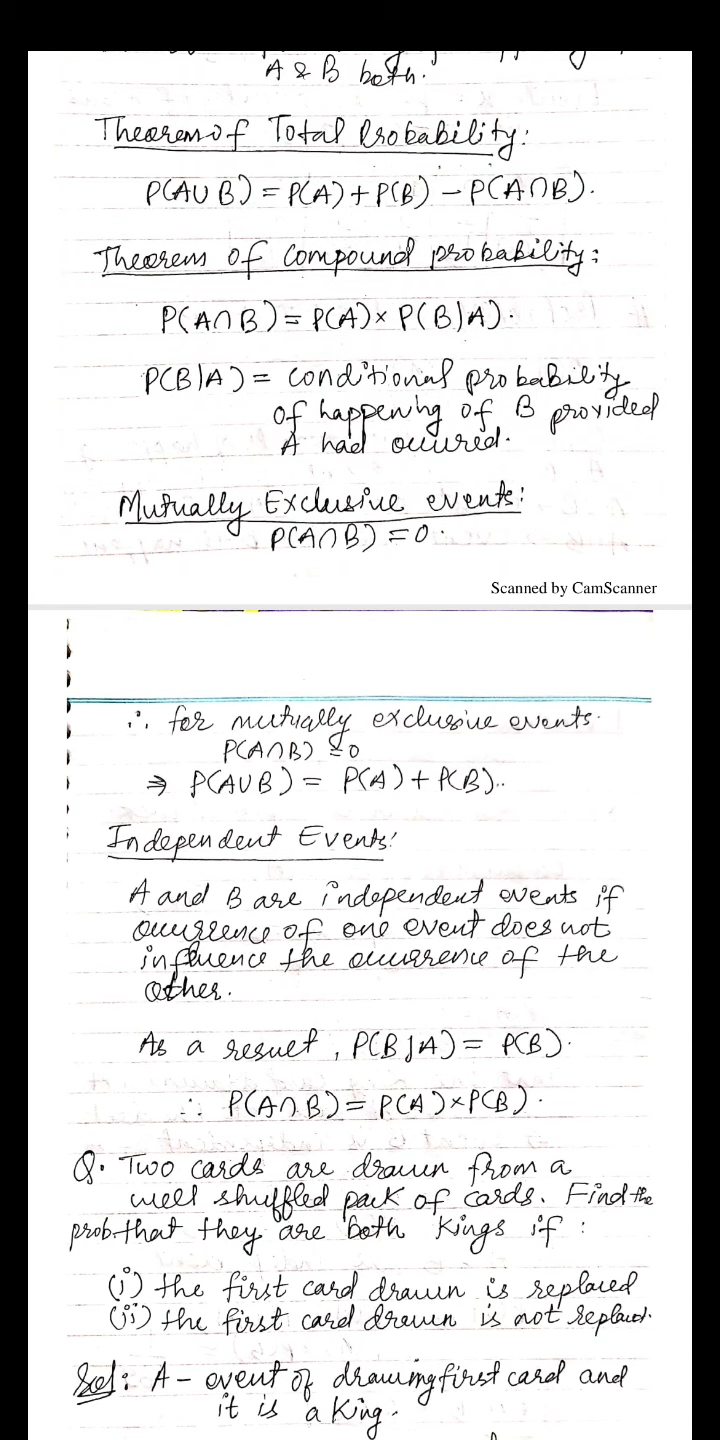 A & B both.
Theorem of Total Probability:
P(A∪B) = P(A) + P(B) − P(A∩B).
Theorem of Compound probability:
P(A∩B) = P(A) × P(B|A).
P(B|A) = conditional probability
of happening of B provided
A had occured.
Mutually Exclusive events:
P(A∩B) = 0.
Scanned by CamScanner
∴ for mutually exclusive events.
P(A∩B) = 0
⇒ P(A∪B) = P(A) + P(B)..
Independent Events:
A and B are independent events if
occurrence of one event does not
influence the occurrence of the
other.
As a result, P(B|A) = P(B).
∴ P(A∩B) = P(A) × P(B).
Q. Two cards are drawn from a
well shuffled pack of cards. Find the
prob. that they are both Kings if :
(i) the first card drawn is replaced
(ii) the first card drawn is not replaced.
Sol: A - event of drawing first card and
it is a King.